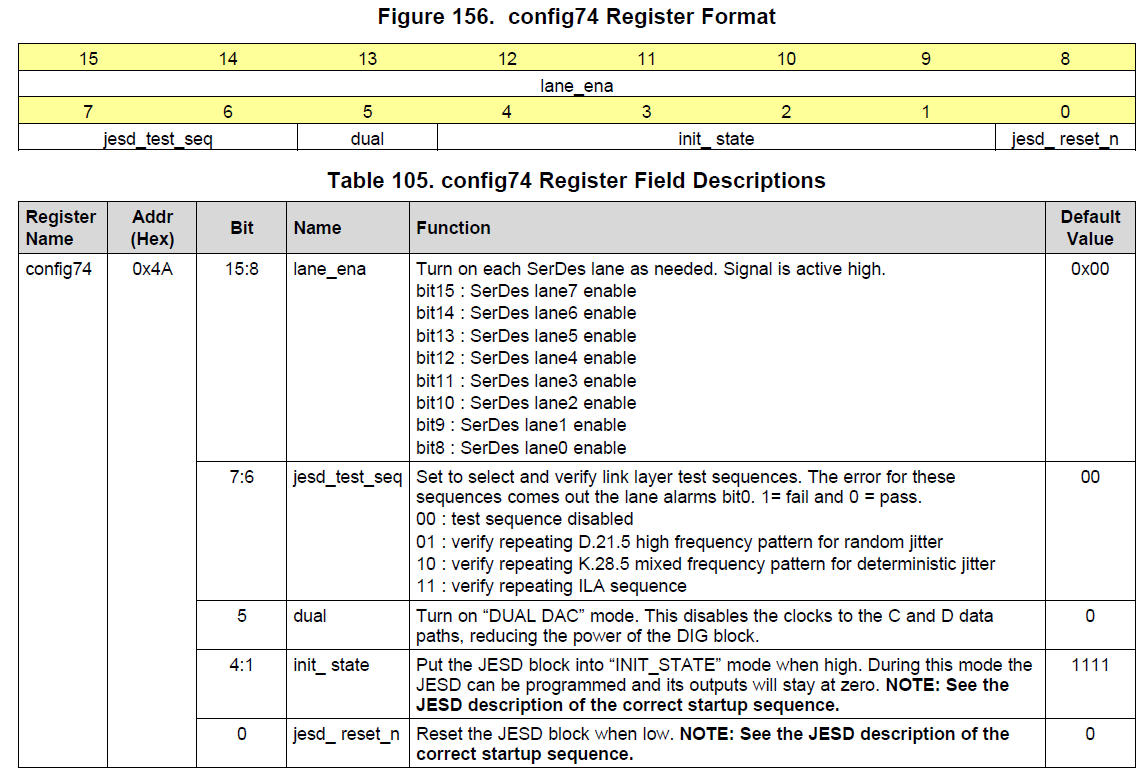 Figure 156. config74 Register Format
15 14 13 12 11 10 9 8
lane_ena
7 6 5 4 3 2 1 0
jesd_test_seq dual init_ state jesd_ reset_n
Table 105. config74 Register Field Descriptions
Register Name Addr (Hex) Bit Name Function Default Value
config74 0x4A 15:8 lane_ena Turn on each SerDes lane as needed. Signal is active high. 0x00
bit15 : SerDes lane7 enable
bit14 : SerDes lane6 enable
bit13 : SerDes lane5 enable
bit12 : SerDes lane4 enable
bit11 : SerDes lane3 enable
bit10 : SerDes lane2 enable
bit9 : SerDes lane1 enable
bit8 : SerDes lane0 enable
7:6 jesd_test_seq Set to select and verify link layer test sequences. The error for these 00
sequences comes out the lane alarms bit0. 1= fail and 0 = pass.
00 : test sequence disabled
01 : verify repeating D.21.5 high frequency pattern for random jitter
10 : verify repeating K.28.5 mixed frequency pattern for deterministic jitter
11 : verify repeating ILA sequence
5 dual Turn on “DUAL DAC” mode. This disables the clocks to the C and D data 0
paths, reducing the power of the DIG block.
4:1 init_ state Put the JESD block into “INIT_STATE” mode when high. During this mode the 1111
JESD can be programmed and its outputs will stay at zero. NOTE: See the
JESD description of the correct startup sequence.
0 jesd_ reset_n Reset the JESD block when low. NOTE: See the JESD description of the 0
correct startup sequence.